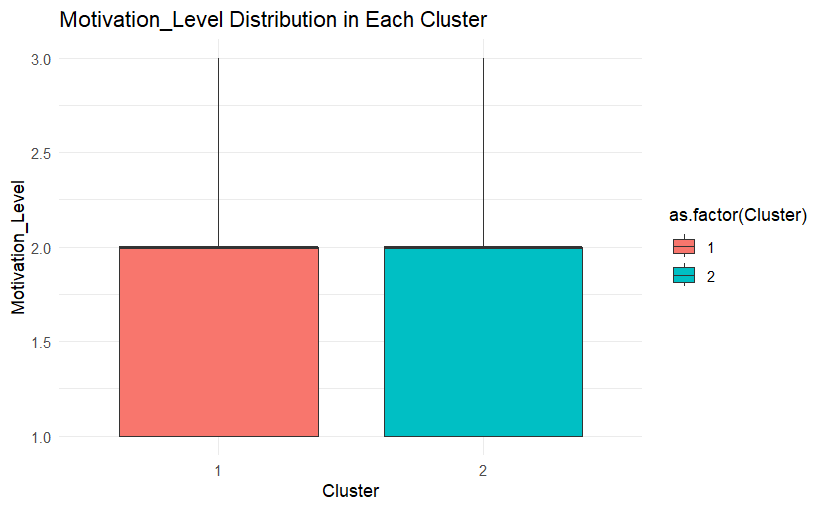 Motivation_Level Distribution in Each Cluster
Motivation_Level
3.0
2.5
2.0
1.5
1.0
1
2
Cluster
as.factor(Cluster)
1
2